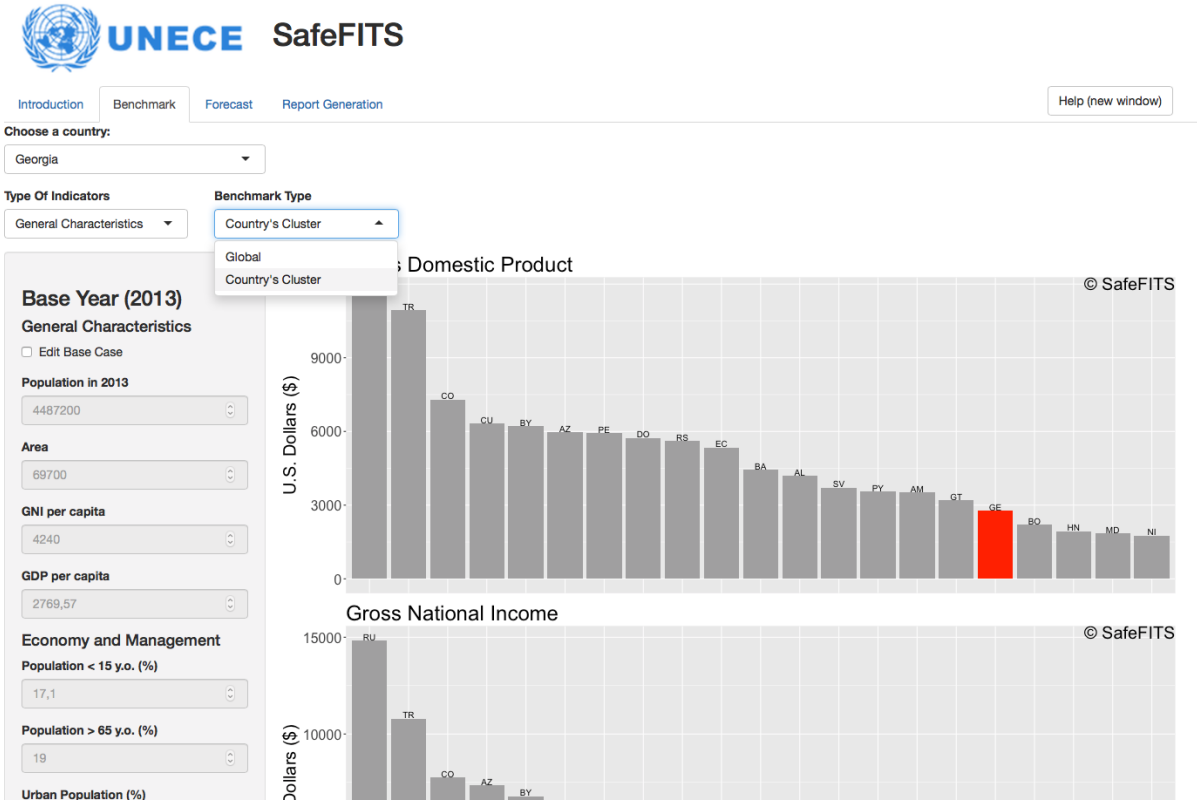 UNECE SafeFITS
Introduction Benchmark Forecast Report Generation Help (new window)
Choose a country:
Georgia
Type Of Indicators Benchmark Type
General Characteristics Country's Cluster
Global
Country's Cluster
s Domestic Product
© SafeFITS
Base Year (2013)
General Characteristics
Edit Base Case
Population in 2013
4487200
Area
69700
GNI per capita
4240
GDP per capita
2769,57
Economy and Management
Population < 15 y.o. (%)
17,1
Population > 65 y.o. (%)
19
Urban Population (%)
U.S. Dollars ($)
9000
6000
3000
0
TR CO CU BY AZ PE DO RS EC BA AL SV PY AM GT GE BO HN MD NI
Gross National Income
© SafeFITS
Dollars ($)
15000
10000
RU TR CO AZ BY